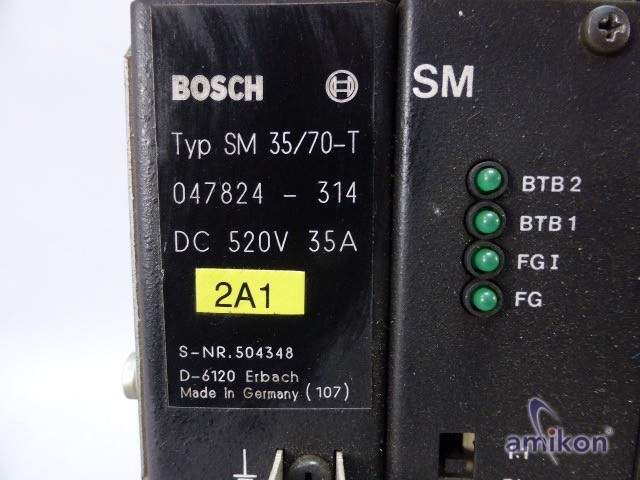 BOSCH
Typ SM 35/70-T
047824 - 314
DC 520V 35A
2A1
S-NR.504348
D-6120 Erbach
Made in Germany (107)
SM
BTB 2
BTB 1
FG I
FG
amikon